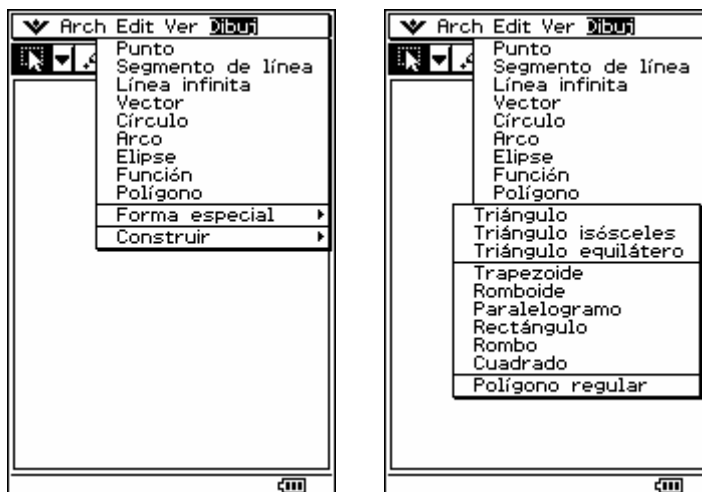 Arch Edit Ver Dibuj
Punto
Segmento de línea
Línea infinita
Vector
Círculo
Arco
Elipse
Función
Polígono
Forma especial
Construir
Arch Edit Ver Dibuj
Punto
Segmento de línea
Línea infinita
Vector
Círculo
Arco
Elipse
Función
Polígono
Triángulo
Triángulo isósceles
Triángulo equilátero
Trapezoide
Romboide
Paralelogramo
Rectángulo
Rombo
Cuadrado
Polígono regular